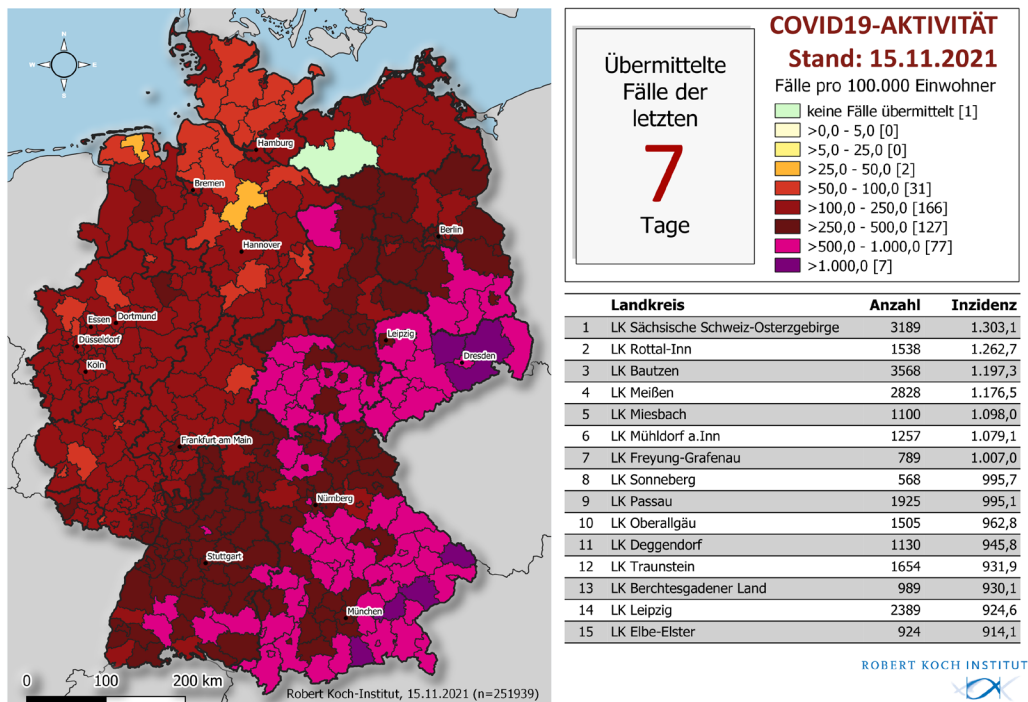 N
W
E
S
Hamburg
Bremen
Berlin
Hannover
Essen
Dortmund
Düsseldorf
Leipzig
Dresden
Köln
Frankfurt am Main
Nürnberg
Stuttgart
München
0 100 200 km
Robert Koch-Institut, 15.11.2021 (n=251939)
Übermittelte
Fälle der
letzten
7
Tage
COVID19-AKTIVITÄT
Stand: 15.11.2021
Fälle pro 100.000 Einwohner
keine Fälle übermittelt [1]
>0,0 - 5,0 [0]
>5,0 - 25,0 [0]
>25,0 - 50,0 [2]
>50,0 - 100,0 [31]
>100,0 - 250,0 [166]
>250,0 - 500,0 [127]
>500,0 - 1.000,0 [77]
>1.000,0 [7]
Landkreis Anzahl Inzidenz
1 LK Sächsische Schweiz-Osterzgebirge 3189 1.303,1
2 LK Rottal-Inn 1538 1.262,7
3 LK Bautzen 3568 1.197,3
4 LK Meißen 2828 1.176,5
5 LK Miesbach 1100 1.098,0
6 LK Mühldorf a.Inn 1257 1.079,1
7 LK Freyung-Grafenau 789 1.007,0
8 LK Sonneberg 568 995,7
9 LK Passau 1925 995,1
10 LK Oberallgäu 1505 962,8
11 LK Deggendorf 1130 945,8
12 LK Traunstein 1654 931,9
13 LK Berchtesgadener Land 989 930,1
14 LK Leipzig 2389 924,6
15 LK Elbe-Elster 924 914,1
ROBERT KOCH INSTITUT